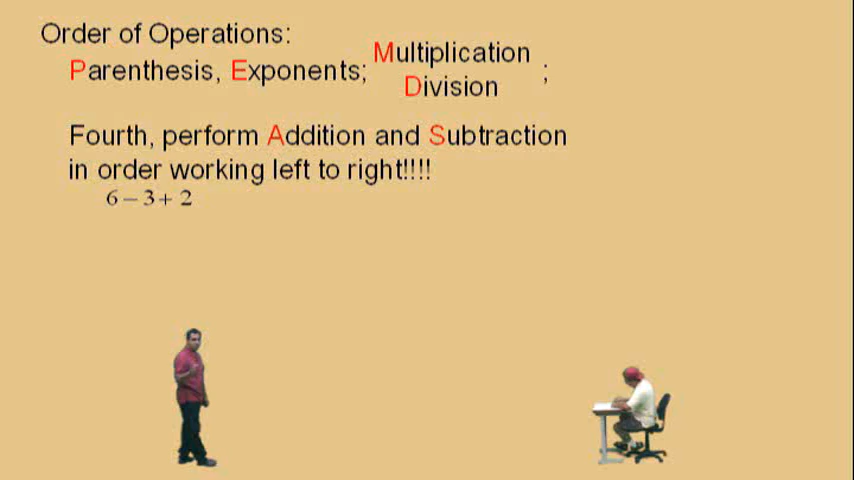 Order of Operations:
Parenthesis, Exponents; Multiplication
Division ;
Fourth, perform Addition and Subtraction
in order working left to right!!!!
6 – 3 + 2